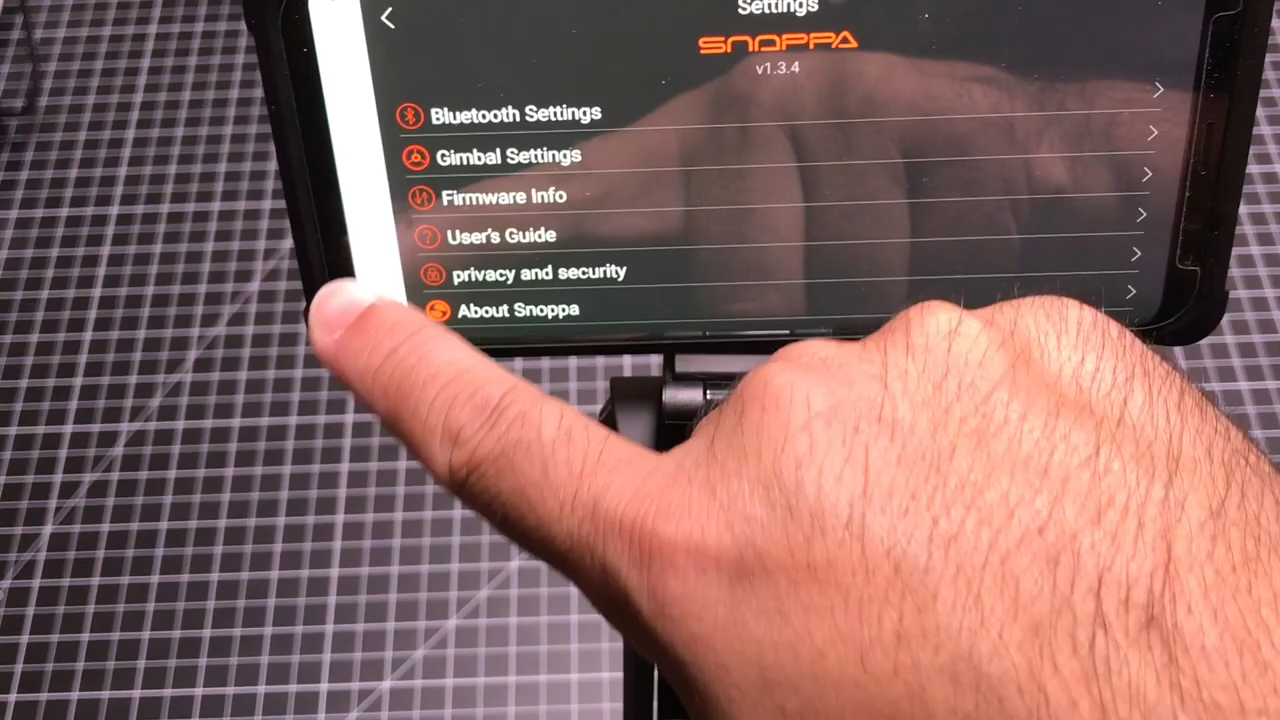 Settings
SNOPPA
v1.3.4
Bluetooth Settings
Gimbal Settings
Firmware Info
User's Guide
privacy and security
About Snoppa